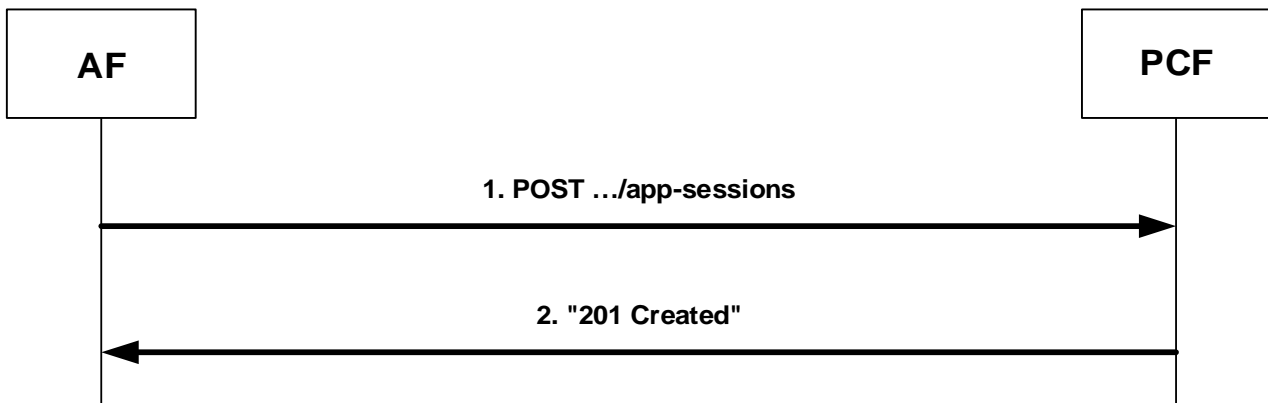 AF
PCF
1. POST …/app-sessions
2. "201 Created"